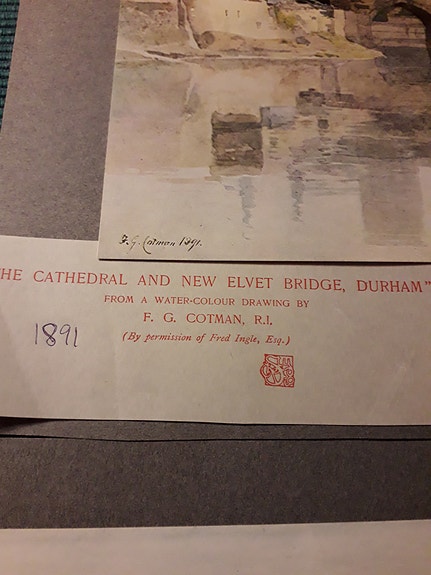 F. G. Cotman 1891.
HE CATHEDRAL AND NEW ELVET BRIDGE, DURHAM"
FROM A WATER-COLOUR DRAWING BY
F. G. COTMAN, R.I.
1891
(By permission of Fred Ingle, Esq.)